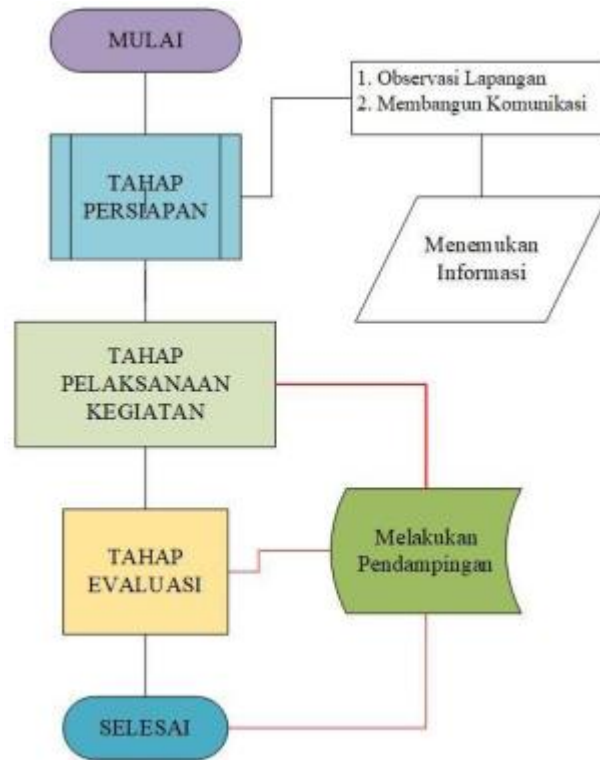 MULAI
1. Observasi Lapangan
2. Membangun Komunikasi
TAHAP
PERSIAPAN
Menemukan
Informasi
TAHAP
PELAKSANAAN
KEGIATAN
Melakukan
Pendampingan
TAHAP
EVALUASI
SELESAI